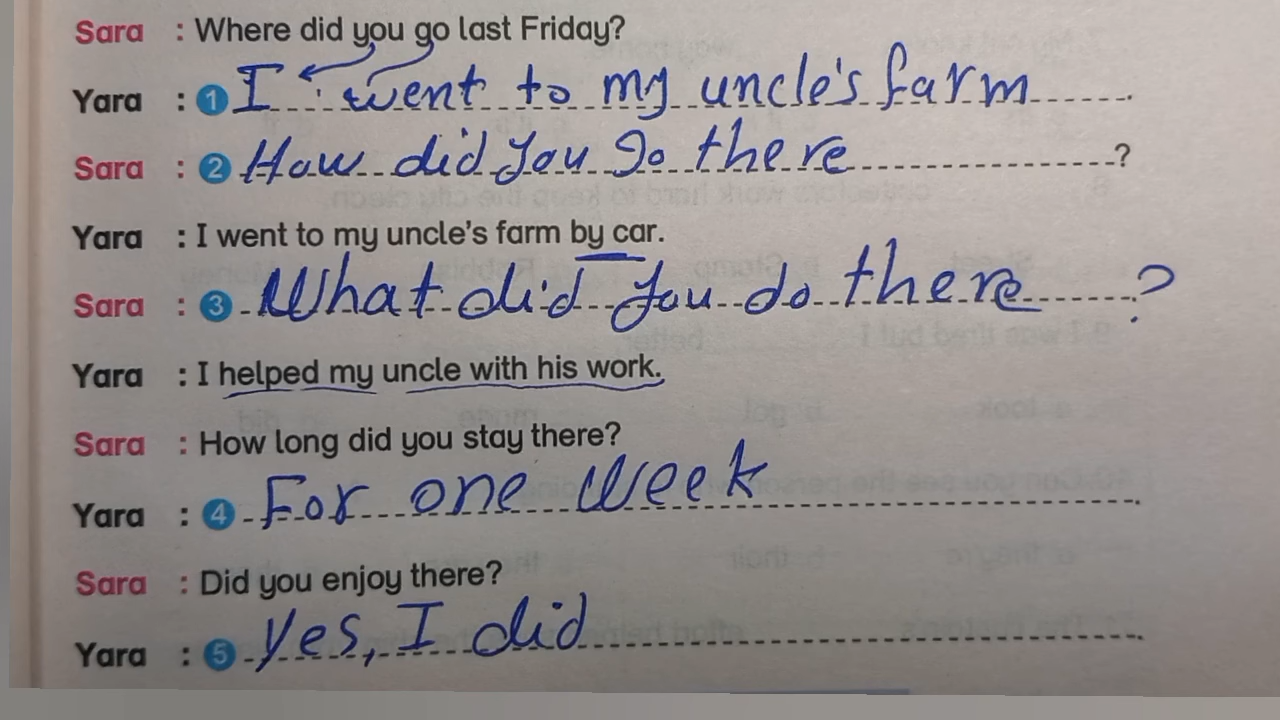 Sara : Where did you go last Friday?
Yara : 1 I went to my uncle's farm.
Sara : 2 How did you go there?
Yara : I went to my uncle's farm by car.
Sara : 3 What did you do there?
Yara : I helped my uncle with his work.
Sara : How long did you stay there?
Yara : 4 For one week.
Sara : Did you enjoy there?
Yara : 5 Yes, I did.